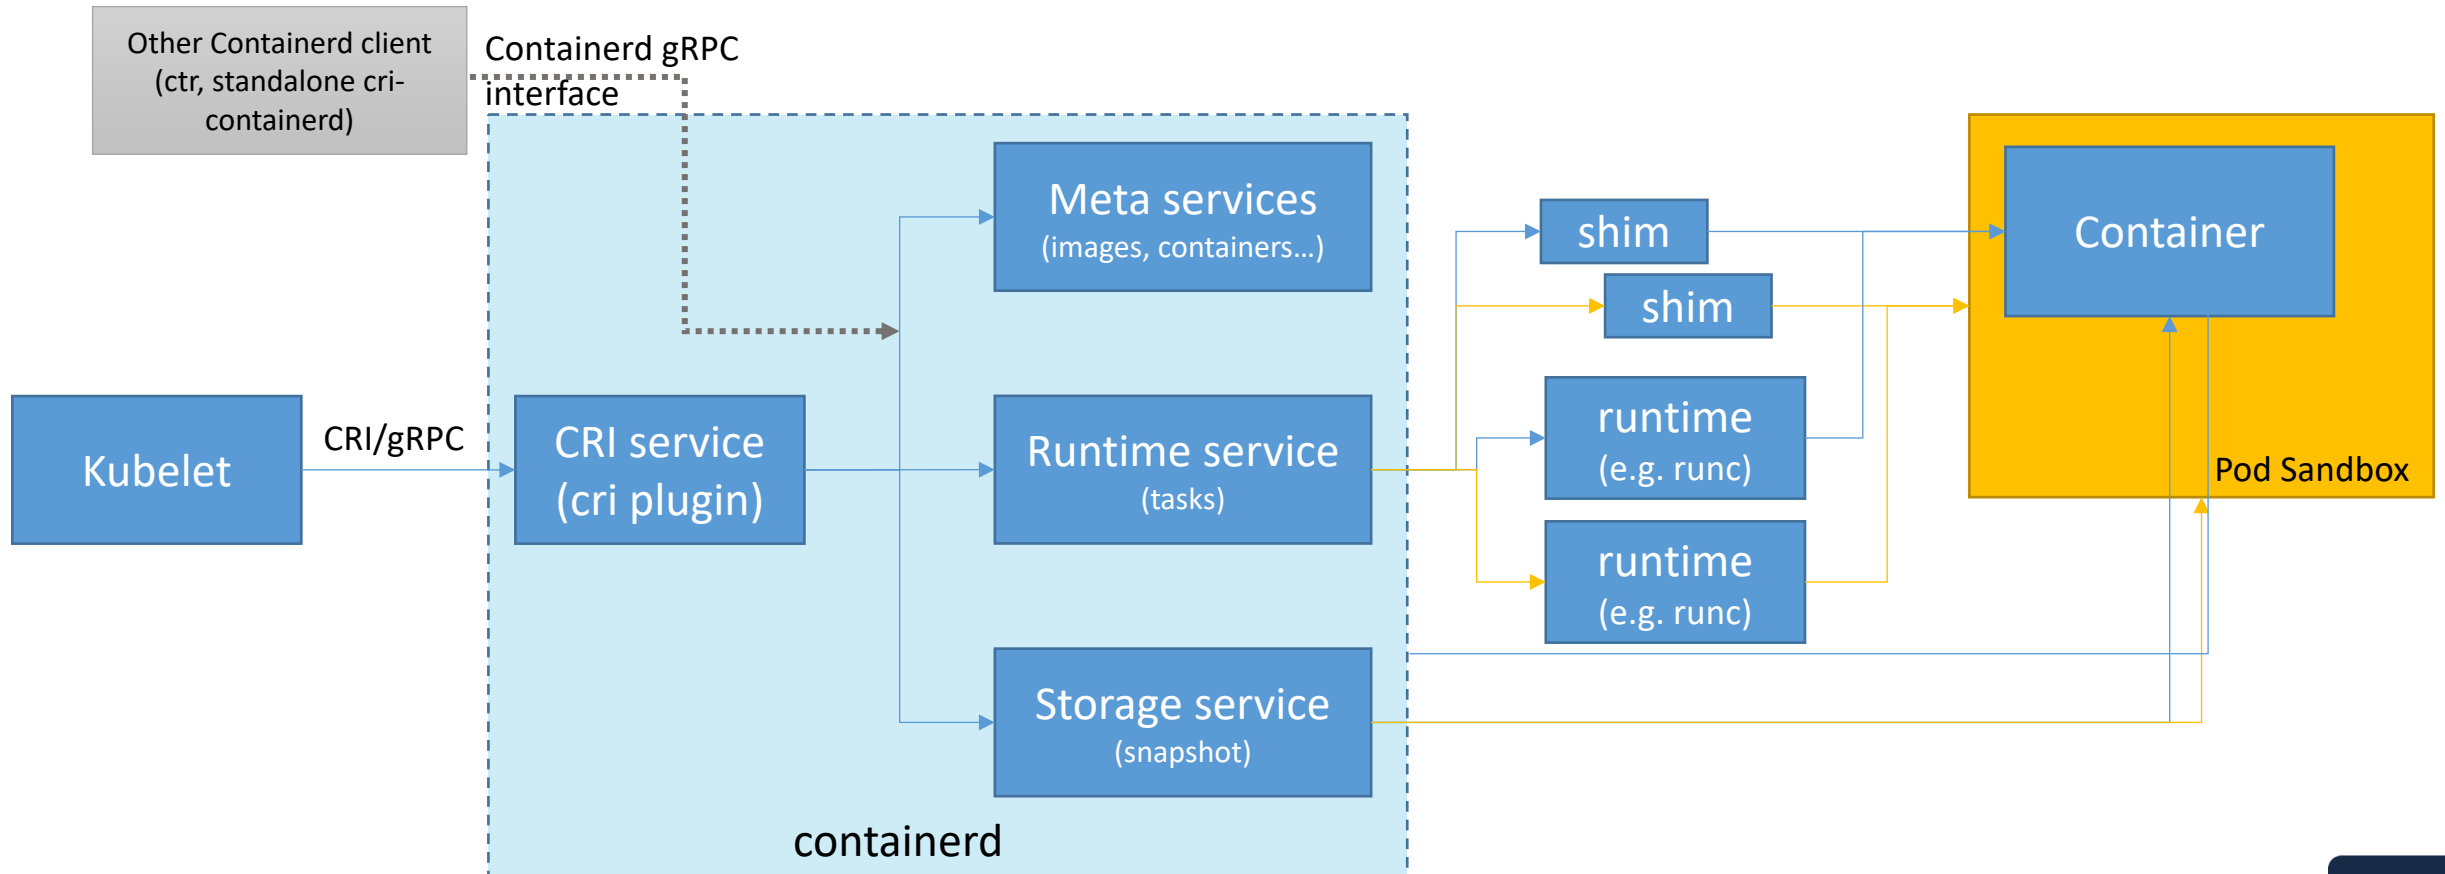 Other Containerd client
(ctr, standalone cri-
containerd)
Containerd gRPC
interface
Meta services
(images, containers...)
shim
Container
shim
Kubelet
CRI/gRPC
CRI service
(cri plugin)
Runtime service
(tasks)
runtime
(e.g. runc)
Pod Sandbox
runtime
(e.g. runc)
Storage service
(snapshot)
containerd